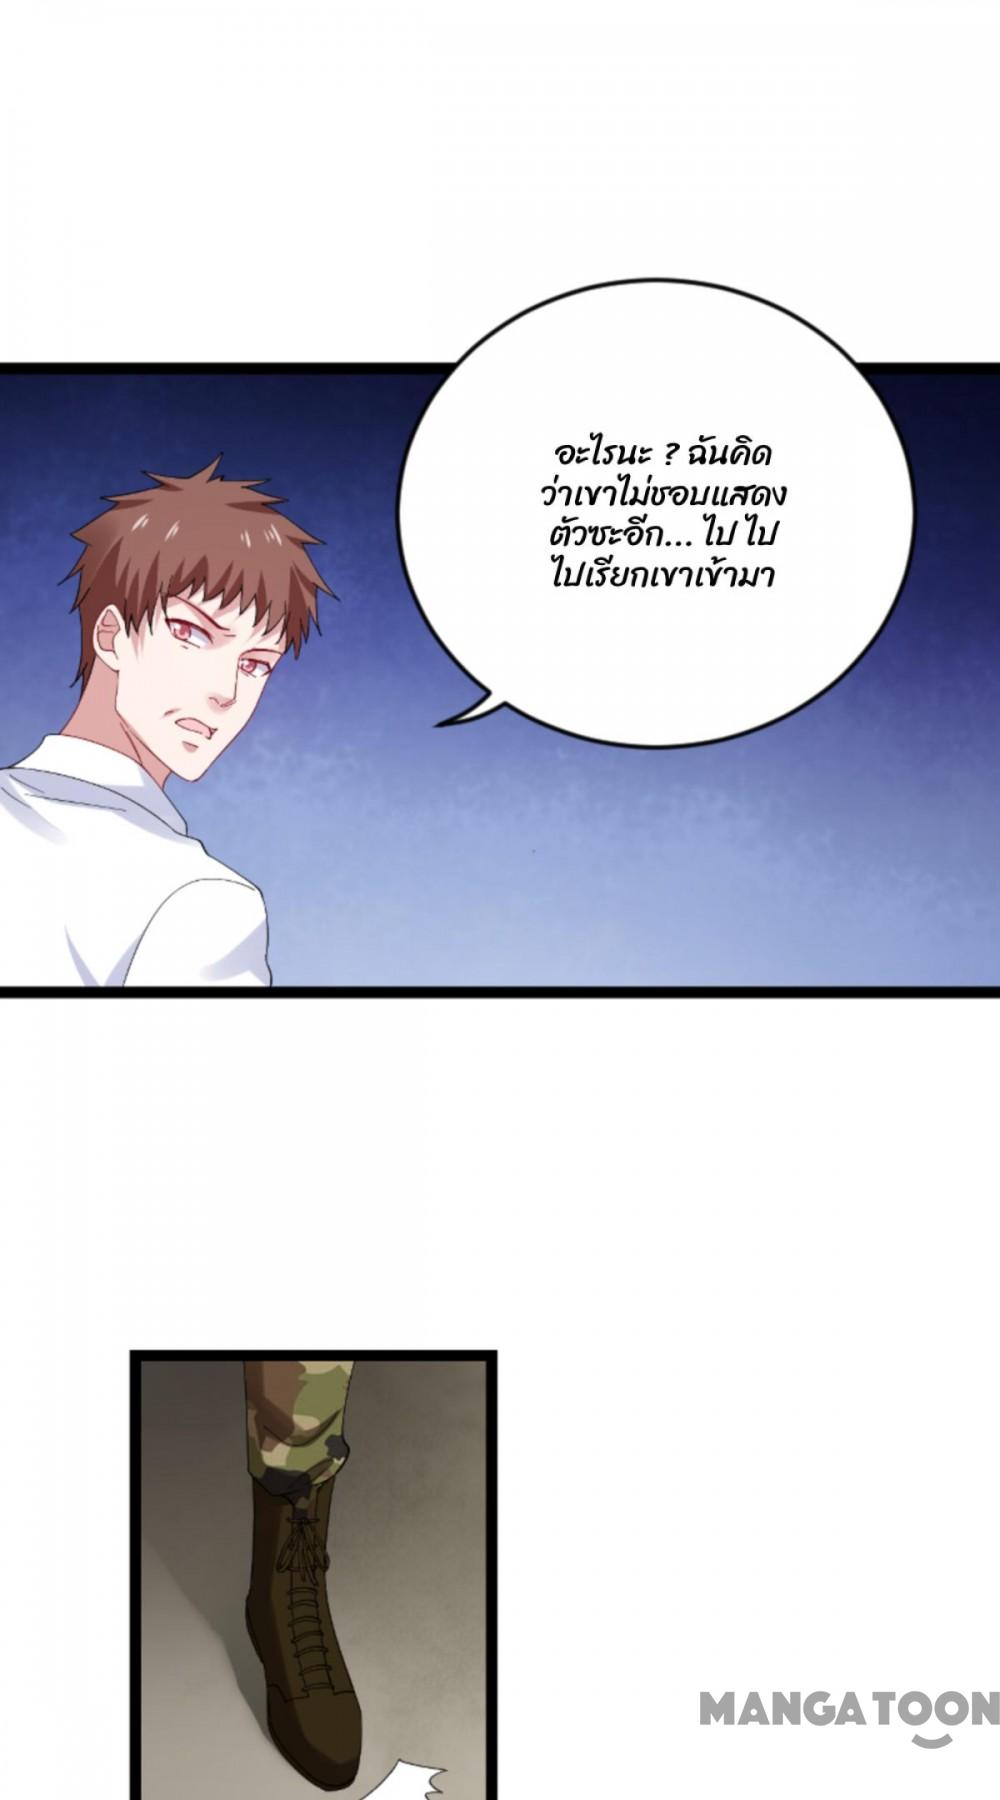 อะไรนะ ? ฉันคิด
ว่าเขาไม่ชอบแสดง
ตัวซะอีก... ไป ไป
ไปเรียกเขาเข้ามา
MANGATOON